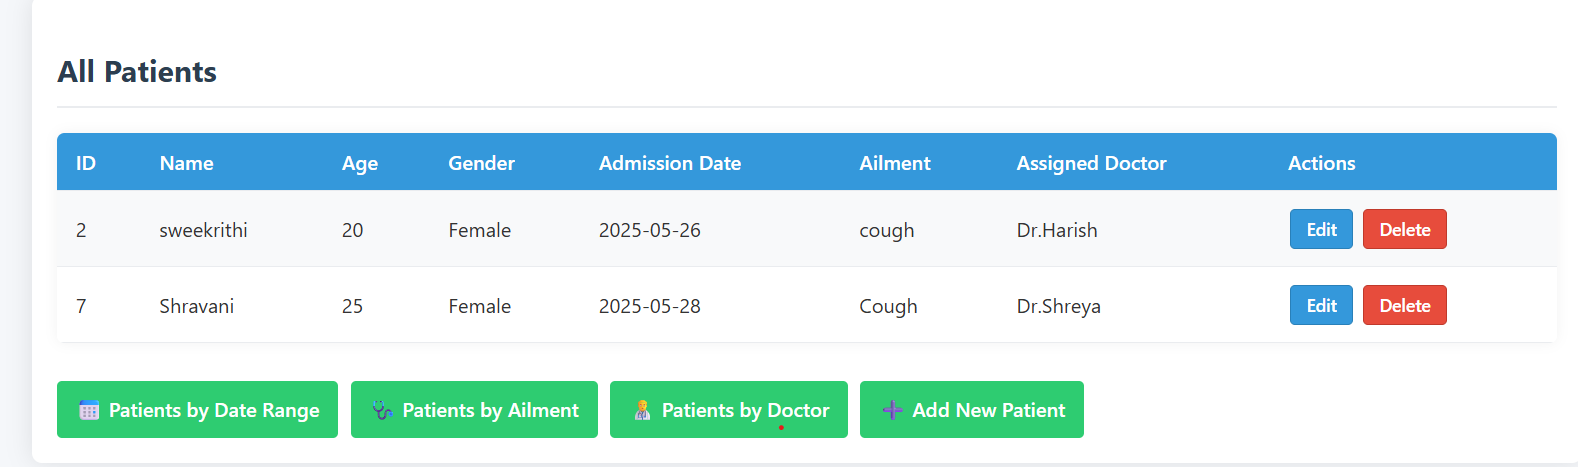 All Patients
ID Name Age Gender Admission Date Ailment Assigned Doctor Actions
2 sweekrithi 20 Female 2025-05-26 cough Dr.Harish Edit Delete
7 Shravani 25 Female 2025-05-28 Cough Dr.Shreya Edit Delete
Patients by Date Range Patients by Ailment Patients by Doctor Add New Patient